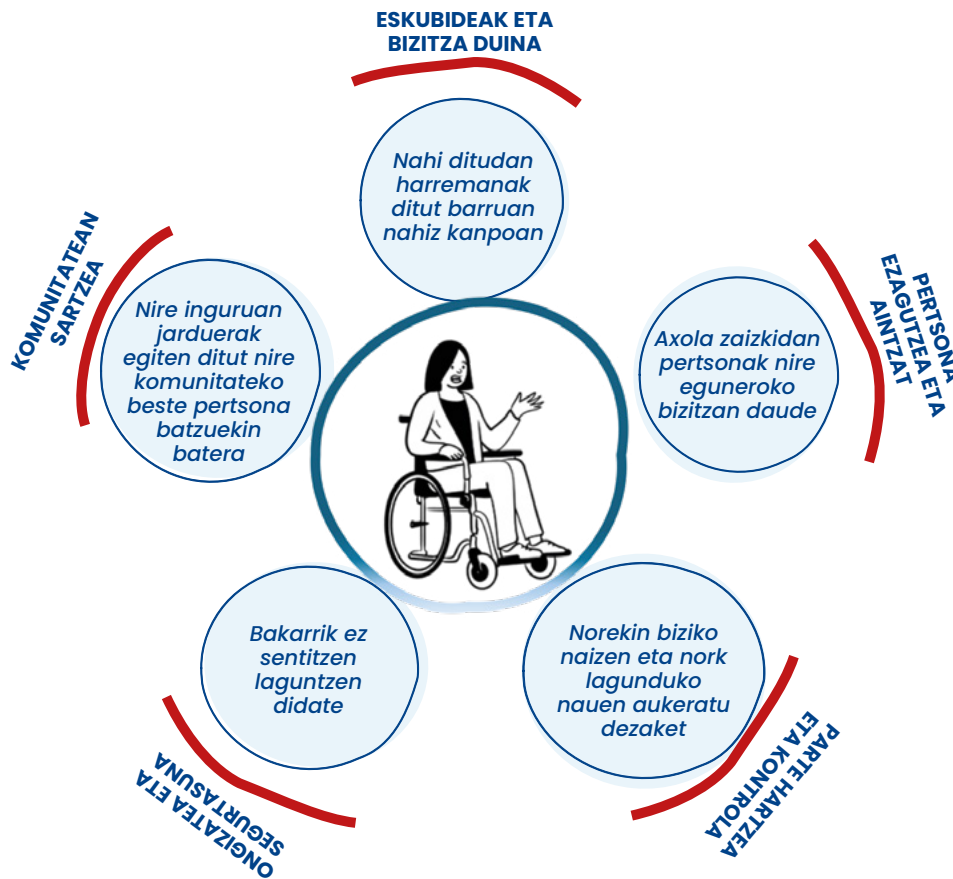 ESKUBIDEAK ETA
BIZITZA DUINA
Nahi ditudan
harremanak
ditut barruan
nahiz kanpoan
PERTSONA
EZAGUTZEA ETA
AINTZAT
Axola zaizkidan
pertsonak nire
eguneroko
bizitzan daude
PARTE HARTZEA
ETA KONTROLA
Norekin biziko
naizen eta nork
lagunduko
nauen aukeratu
dezaket
ONGIZATEA ETA
SEGURTASUNA
Bakarrik ez
sentitzen
laguntzen
didate
KOMUNITATEAN
SARTZEA
Nire inguruan
jarduerak
egiten ditut nire
komunitateko
beste pertsona
batzuekin
batera